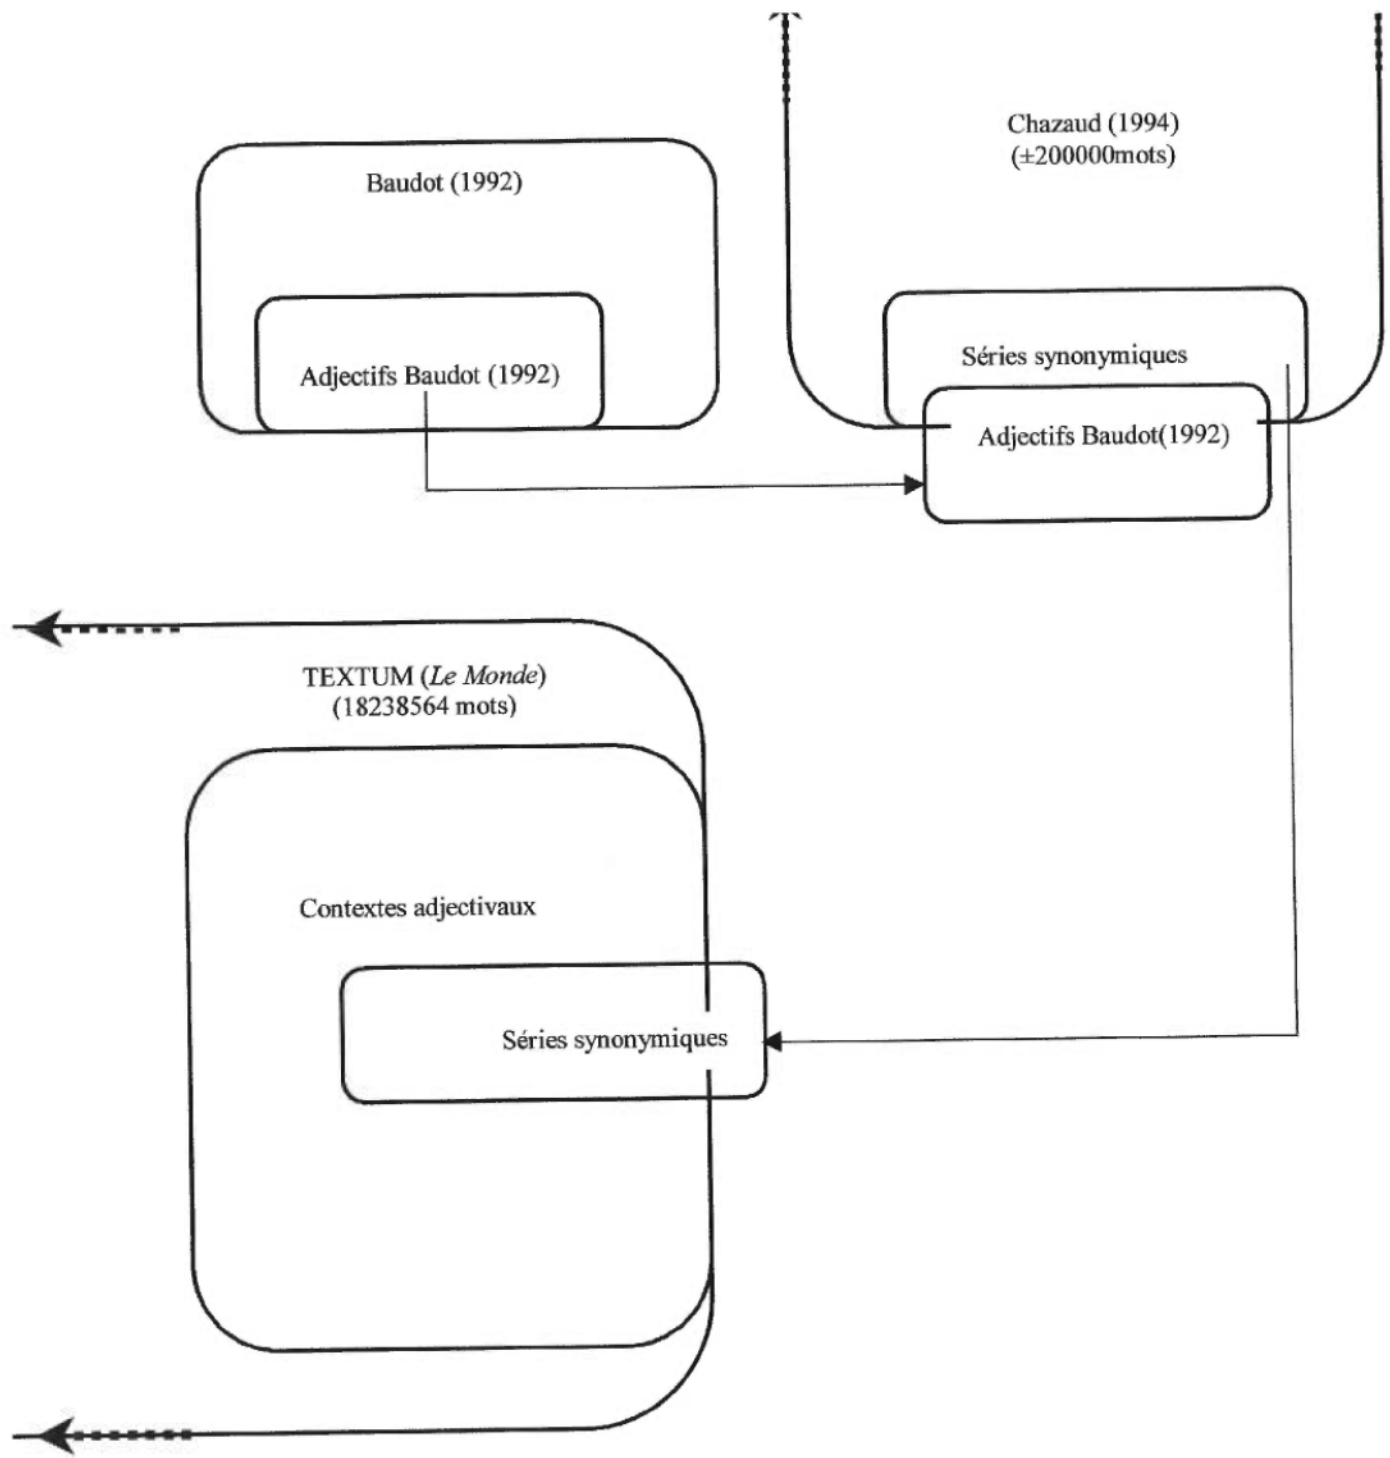 Chazaud (1994)
(±200000mots)
Baudot (1992)
Séries synonymiques
Adjectifs Baudot (1992)
Adjectifs Baudot(1992)
TEXTUM (Le Monde)
(18238564 mots)
Contextes adjectivaux
Séries synonymiques